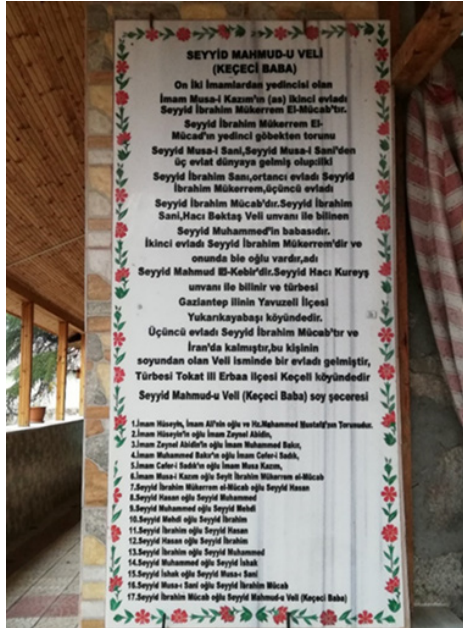 SEYYİD MAHMUD-U VELİ
(KEÇECİ BABA)
On İki İmamlardan yedincisi olan
İmam Musa-i Kazım'ın (as) ikinci evladı
Seyyid İbrahim Mükerrem El-Mücab'tır.
Seyyid İbrahim Mükerrem El-
Mücad'ın yedinci göbekten torunu
Seyyid Musa-i Sani,Seyyid Musa-i Sani'den
üç evlat dünyaya gelmiş olup:ilki
Seyyid İbrahim Sanı,ortancı evladı Seyyid
İbrahim Mükerrem,üçüncü evladı
Seyyid İbrahim Mücab'dır.Seyyid İbrahim
Sani,Hacı Bektaş Veli unvanı ile bilinen
Seyyid Muhammed'in babasıdır.
İkinci evladı Seyyid İbrahim Mükerrem'dir ve
onunda bie oğlu vardır,adı
Seyyid Mahmud El-Kebir'dir.Seyyid Hacı Kureyş
unvanı ile bilinir ve türbesi
Gaziantep ilinin Yavuzeli İlçesi
Yukarıkayabaşı köyündedir.
Üçüncü evladı Seyyid İbrahim Mücab'tır ve
İran'da kalmıştır,bu kişinin
soyundan olan Veli isminde bir evladı gelmiştir,
Türbesi Tokat ili Erbaa ilçesi Keçeli köyündedir
Seyyid Mahmud-u Veli (Keçeci Baba) soy şeceresi
1.İmam Hüseyin, İmam Ali'nin oğlu ve Hz.Muhammed Mustafa'nın Torunudur.
2.İmam Hüseyin'in oğlu İmam Zeynel Abidin,
3.İmam Zeynel Abidin'in oğlu İmam Muhammed Bakır,
4.İmam Muhammed Bakır'ın oğlu İmam Cafer-i Sadık,
5.İmam Cafer-i Sadık'ın oğlu İmam Musa Kazım,
6.İmam Musa-i Kazım oğlu Seyit İbrahim Mükerrem el-Mücab
7.Seyyid İbrahim Mükerrem el-Mücab oğlu Seyyid Hasan
8.Seyyid Hasan oğlu Seyyid Muhammed
9.Seyyid Muhammed oğlu Seyyid Mehdi
10.Seyyid Mehdi oğlu Seyyid İbrahim
11.Seyyid İbrahim oğlu Seyyid Hasan
12.Seyyid Hasan oğlu Seyyid İbrahim
13.Seyyid İbrahim oğlu Seyyid Muhammed
14.Seyyid Muhammed oğlu Seyyid İshak
15.Seyyid İshak oğlu Seyyid Musa-ı Sani
16.Seyyid Musa-ı Sani oğlu Seyyid İbrahim Mücab
17.Seyyid İbrahim Mücab oğlu Seyyid Mahmud-u Veli (Keçeci Baba)